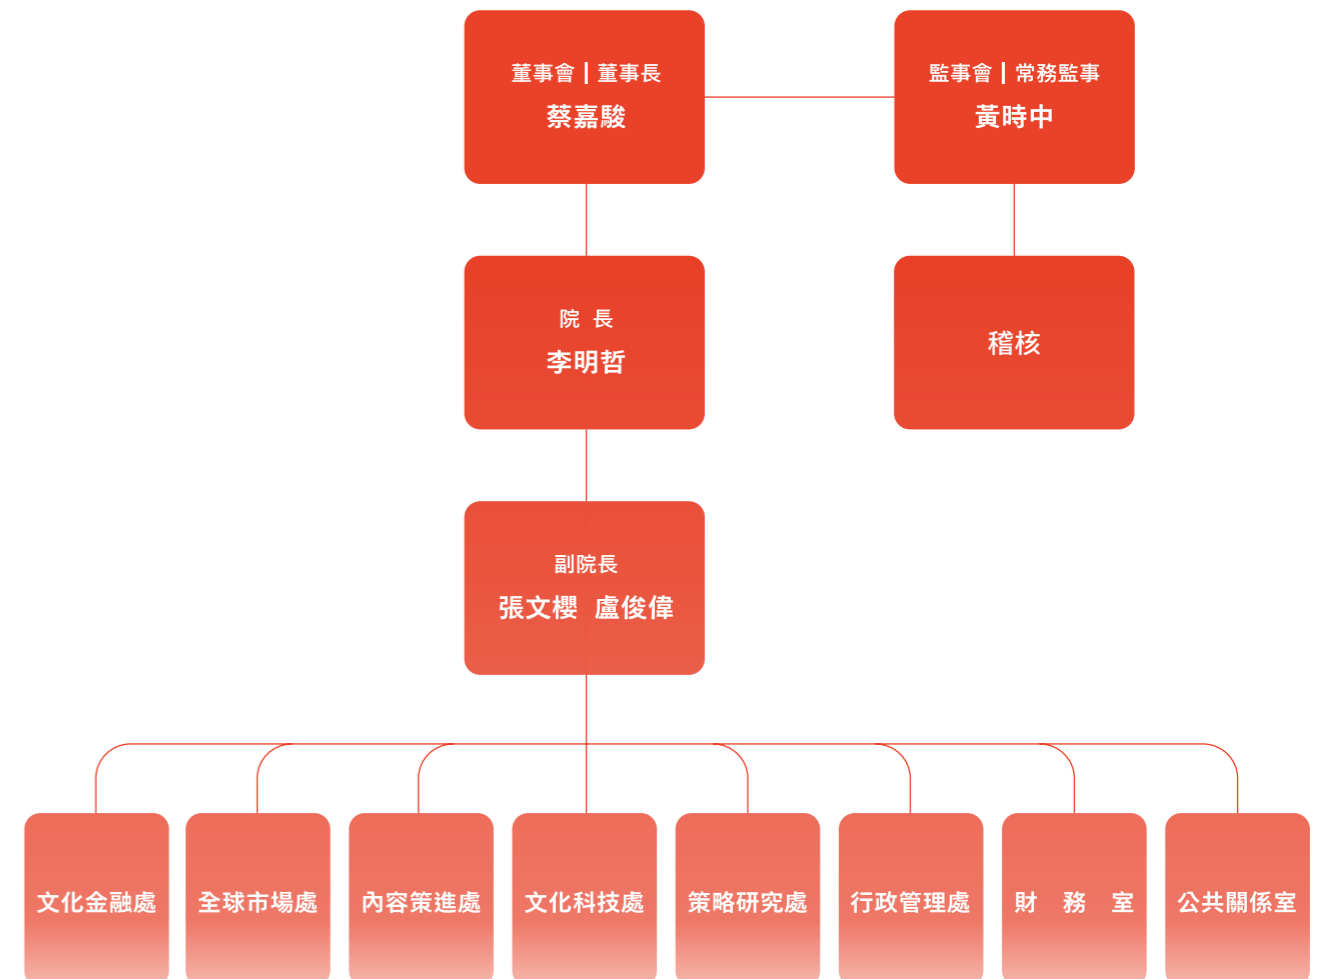 董事會 | 董事長
蔡嘉駿
監事會 | 常務監事
黃時中
院 長
李明哲
稽核
副院長
張文櫻 盧俊偉
文化金融處
全球市場處
內容策進處
文化科技處
策略研究處
行政管理處
財 務 室
公共關係室